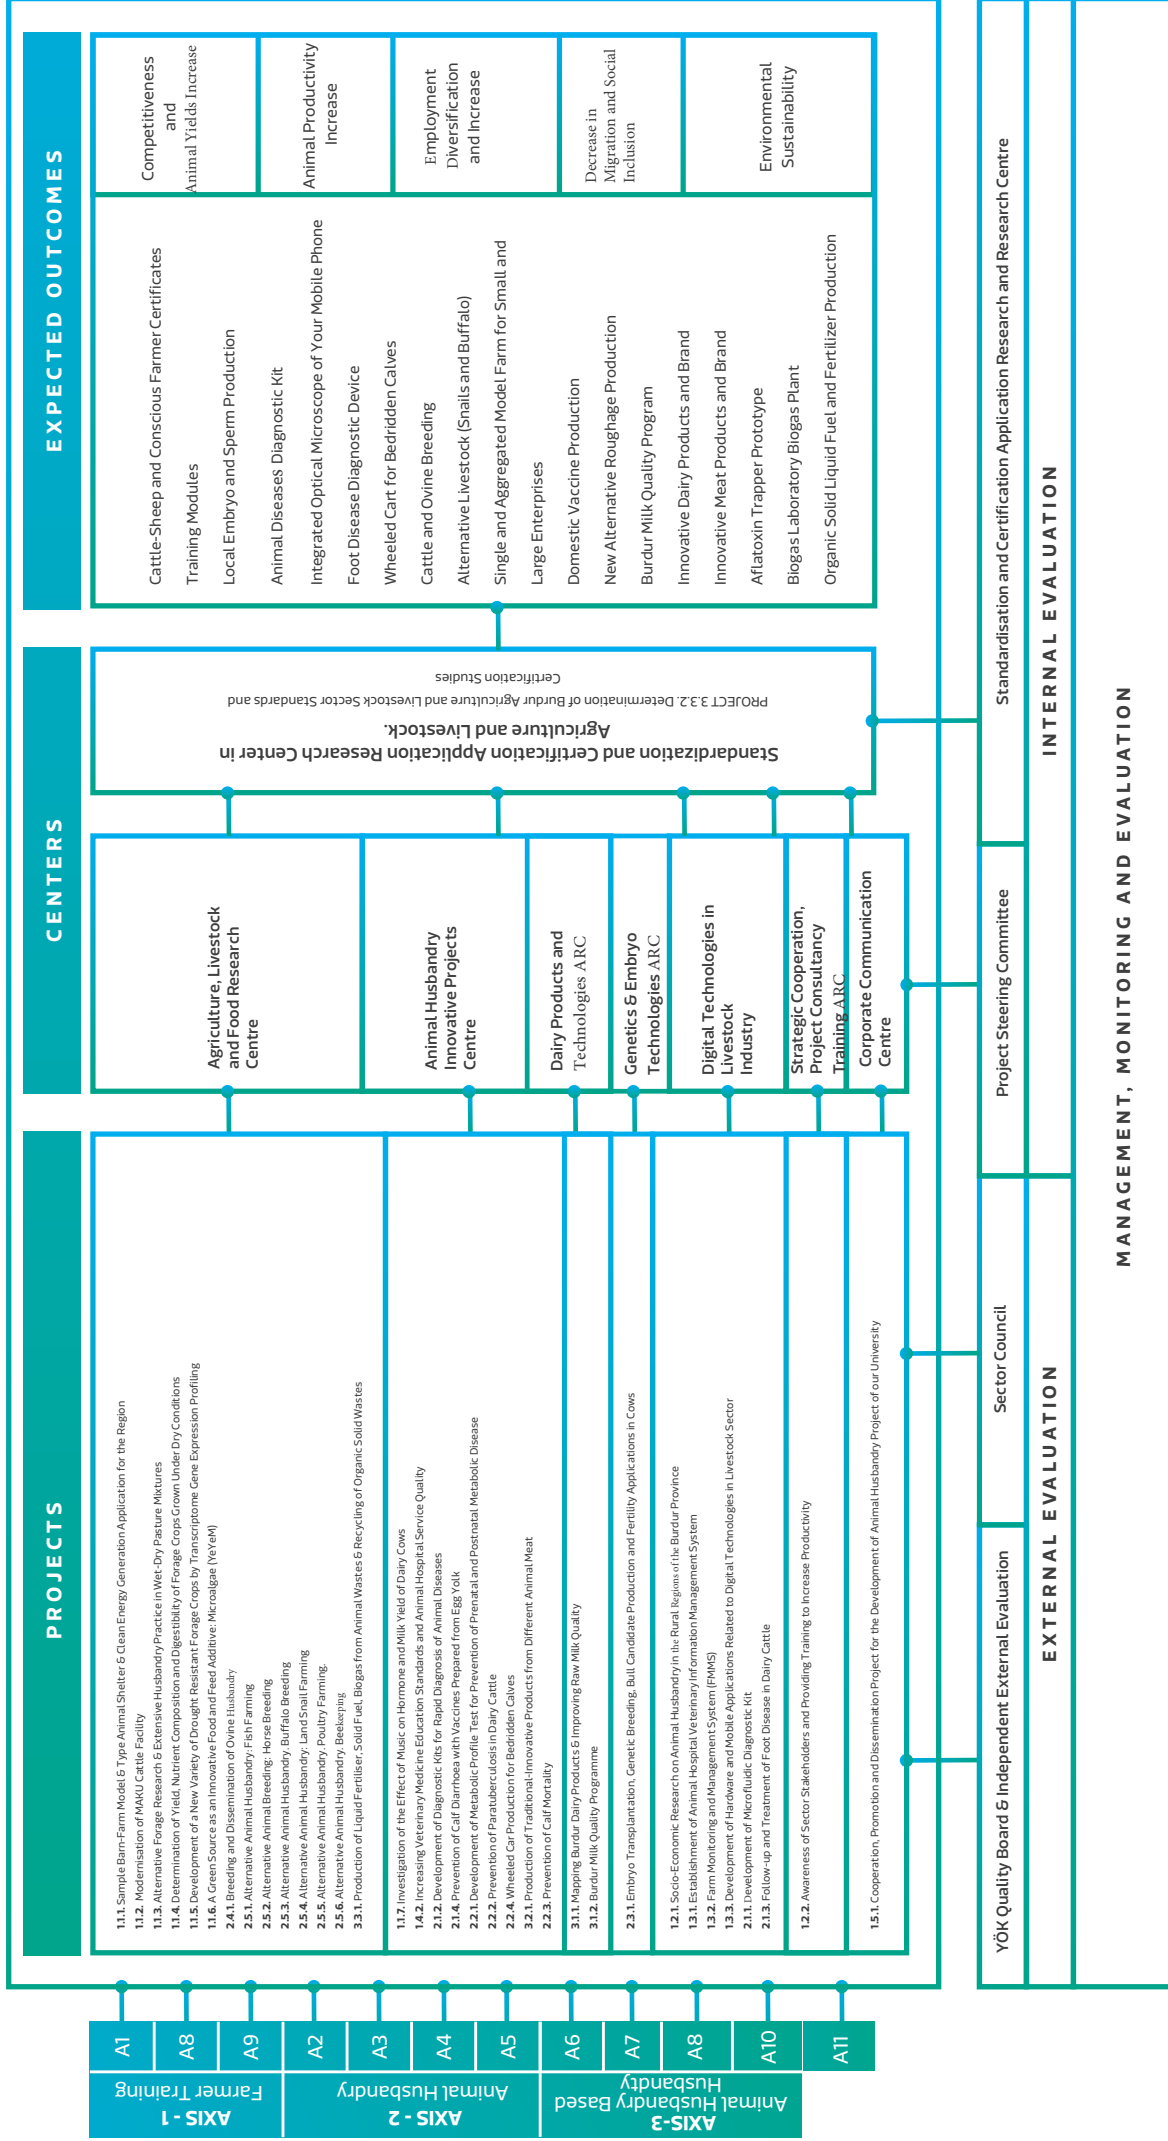 AXIS - 1
Farmer Training
AXIS - 2
Animal Husbandry
AXIS-3
Animal Husbandry Based
Husbandty
A1
A8
A9
A2
A3
A4
A5
A6
A7
A8
A10
A11
PROJECTS
1.1.1. Sample Barn-Farm Model & Type Animal Shelter & Clean Energy Generation Application for the Region
1.1.2. Modernisation of MAKU Cattle Facility
1.1.3. Alternative Forage Research & Extensive Husbandry Practice in Wet-Dry Pasture Mixtures
1.1.4. Determination of Yield, Nutrient Composition and Digestibility of Forage Crops Grown Under Dry Conditions
1.1.5. Development of a New Variety of Drought Resistant Forage Crops by Transcriptome Gene Expression Profiling
1.1.6. A Green Source as an Innovative Food and Feed Additive: Microalgae (YeYeM)
2.4.1. Breeding and Dissemination of Ovine Husbandry
2.5.1. Alternative Animal Husbandry: Fish Farming
2.5.2. Alternative Animal Breeding: Horse Breeding
2.5.3. Alternative Animal Husbandry. Buffalo Breeding
2.5.4. Alternative Animal Husbandry: Land Snail Farming
2.5.5. Alternative Animal Husbandry. Poultry Farming.
2.5.6. Alternative Animal Husbandry. Beekeeping
3.3.1. Production of Liquid Fertiliser, Solid Fuel, Biogas from Animal Wastes & Recycling of Organic Solid Wastes
1.1.7. Investigation of the Effect of Music on Hormone and Milk Yield of Dairy Cows
1.4.2. Increasing Veterinary Medicine Education Standards and Animal Hospital Service Quality
2.1.2. Development of Diagnostic Kits for Rapid Diagnosis of Animal Diseases
2.1.4. Prevention of Calf Diarrhoea with Vaccines Prepared from Egg Yolk
2.2.1. Development of Metabolic Profile Test for Prevention of Prenatal and Postnatal Metabolic Disease
2.2.2. Prevention of Paratuberculosis in Dairy Cattle
2.2.4. Wheeled Car Production for Bedridden Calves
3.2.1. Production of Traditional-Innovative Products from Different Animal Meat
2.2.3. Prevention of Calf Mortality
3.1.1. Mapping Burdur Dairy Products & Improving Raw Milk Quality
3.1.2. Burdur Milk Quality Programme
2.3.1. Embryo Transplantation, Genetic Breeding, Bull Candidate Production and Fertility Applications in Cows
1.2.1. Socio-Economic Research on Animal Husbandry in the Rural Regions of the Burdur Province
1.3.1. Establishment of Animal Hospital Veterinary Information Management System
1.3.2. Farm Monitoring and Management System (FMMS)
1.3.3. Development of Hardware and Mobile Applications Related to Digital Technologies in Livestock Sector
2.1.1. Development of Microfluidic Diagnostic Kit
2.1.3. Follow-up and Treatment of Foot Disease in Dairy Cattle
1.2.2. Awareness of Sector Stakeholders and Providing Training to Increase Productivity
1.5.1. Cooperation, Promotion and Dissemination Project for the Development of Animal Husbandry Project of our University
CENTERS
Agriculture, Livestock
and Food Research
Centre
Animal Husbandry
Innovative Projects
Centre
Dairy Products and
Technologies ARC
Genetics & Embryo
Technologies ARC
Digital Technologies in
Livestock
Industry
Strategic Cooperation,
Project Consultancy
Training ARC
Corporate Communication
Centre
Standardization and Certification Application Research Center in
Agriculture and Livestock.
PROJECT 3.3.2. Determination of Burdur Agriculture and Livestock Sector Standards and
Certification Studies
EXPECTED OUTCOMES
Cattle-Sheep and Conscious Farmer Certificates
Training Modules
Local Embryo and Sperm Production
Animal Diseases Diagnostic Kit
Integrated Optical Microscope of Your Mobile Phone
Foot Disease Diagnostic Device
Wheeled Cart for Bedridden Calves
Cattle and Ovine Breeding
Alternative Livestock (Snails and Buffalo)
Single and Aggregated Model Farm for Small and
Large Enterprises
Domestic Vaccine Production
New Alternative Roughage Production
Burdur Milk Quality Program
Innovative Dairy Products and Brand
Innovative Meat Products and Brand
Aflatoxin Trapper Prototype
Biogas Laboratory Biogas Plant
Organic Solid Liquid Fuel and Fertilizer Production
Competitiveness
and
Animal Yields Increase
Animal Productivity
Increase
Employment
Diversification
and Increase
Decrease in
Migration and Social
Inclusion
Environmental
Sustainability
YÖK Quality Board & Independent External Evaluation
Sector Council
Project Steering Committee
Standardisation and Certification Application Research and Research Centre
EXTERNAL EVALUATION
INTERNAL EVALUATION
MANAGEMENT, MONITORING AND EVALUATION